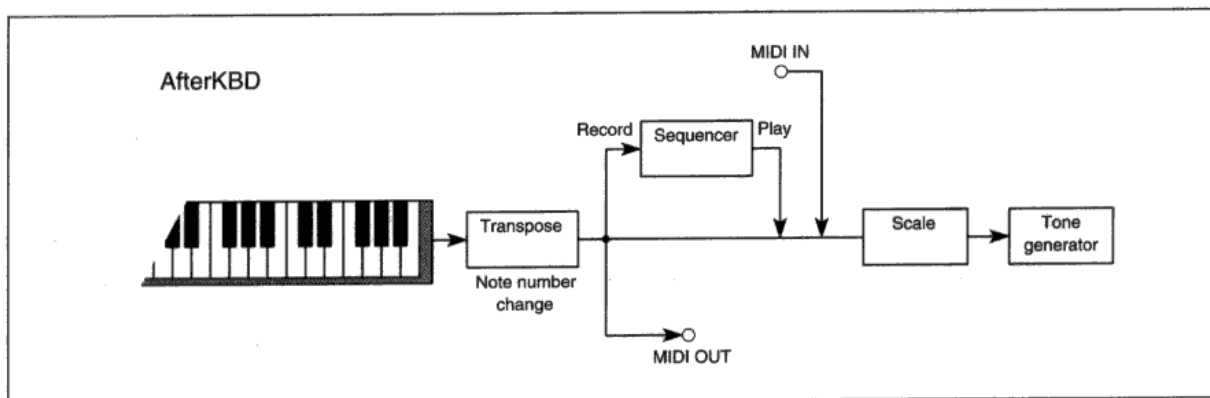 AfterKBD
MIDI IN
Record
Sequencer
Play
Transpose
Scale
Tone
generator
Note number
change
MIDI OUT